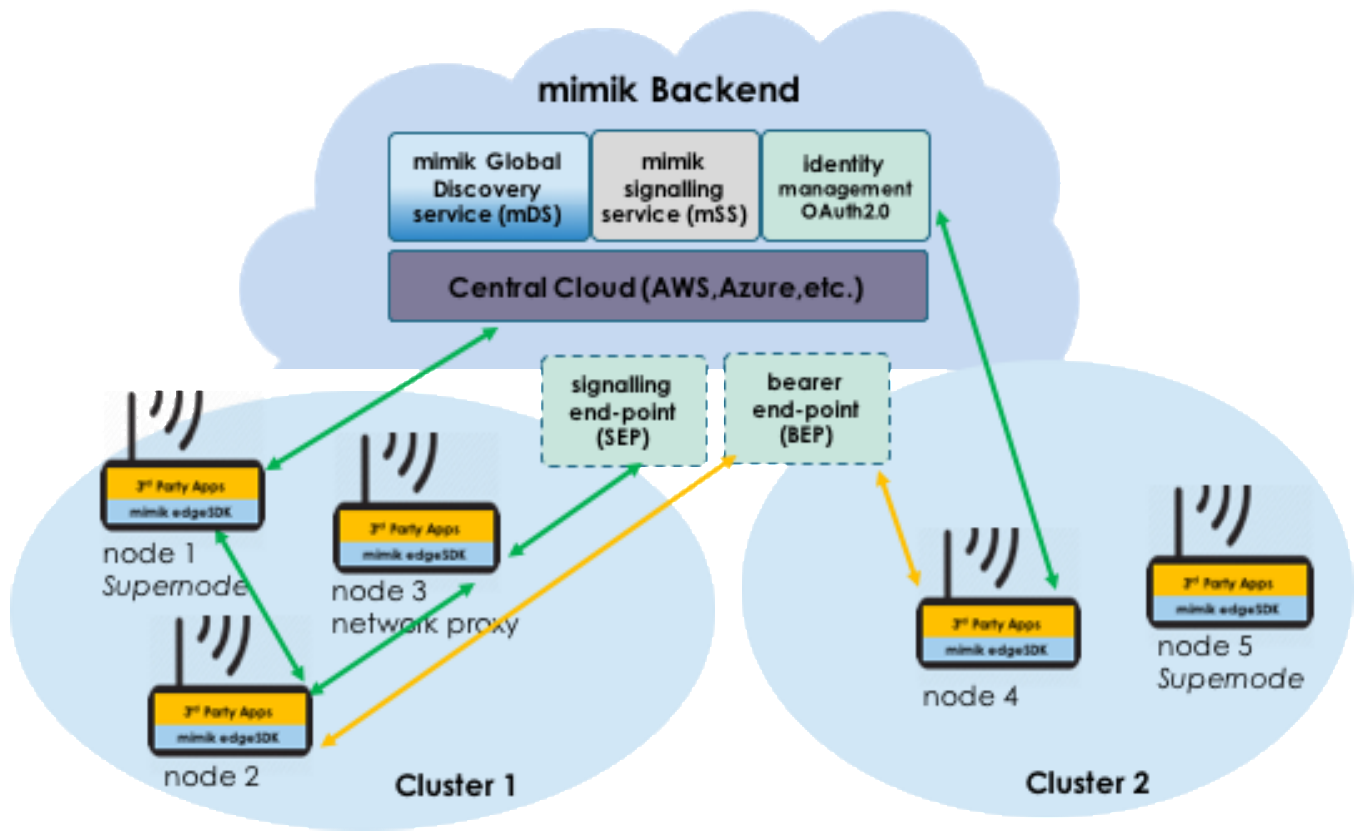 mimik Backend
mimik Global
Discovery
service (mDS)
mimik
signalling
service (mSS)
identity
management
OAuth2.0
Central Cloud (AWS,Azure,etc.)
signalling
end-point
(SEP)
bearer
end-point
(BEP)
3rd Party Apps
mimik edgeSDK
node 1
Supernode
3rd Party Apps
mimik edgeSDK
node 3
network proxy
3rd Party Apps
mimik edgeSDK
node 2
Cluster 1
3rd Party Apps
mimik edgeSDK
node 4
3rd Party Apps
mimik edgeSDK
node 5
Supernode
Cluster 2